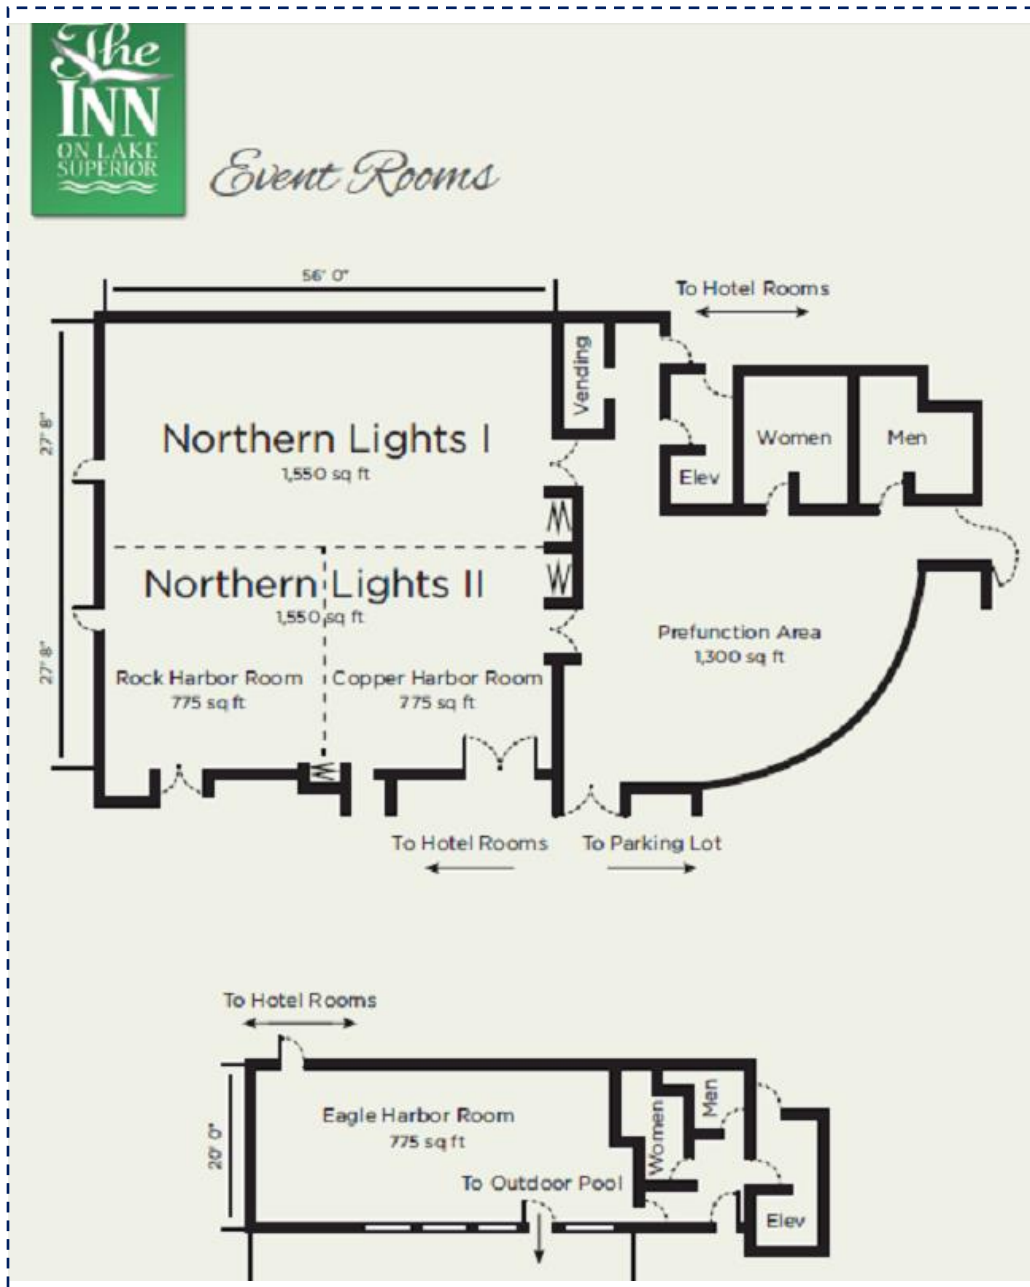 The
INN
ON LAKE
SUPERIOR
Event Rooms
56' 0"
To Hotel Rooms
27' 8"
Vending
Northern Lights I
1,550 sq ft
Women
Men
Elev
Northern Lights II
1,550 sq ft
Prefunction Area
1,300 sq ft
27' 8"
Rock Harbor Room
775 sq ft
Copper Harbor Room
775 sq ft
To Hotel Rooms
To Parking Lot
To Hotel Rooms
20' 0"
Eagle Harbor Room
775 sq ft
Women
Men
To Outdoor Pool
Elev